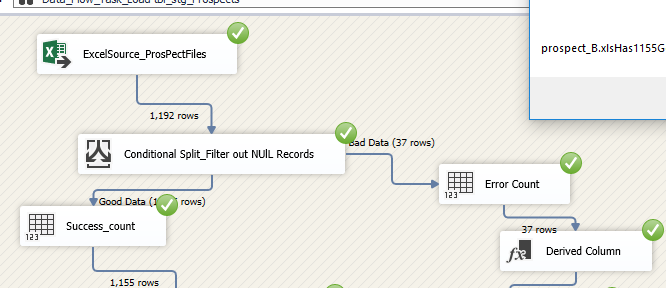 Data_Flow_Task_Load tbl_stg_Prospects
prospect_B.xlsHas1155G
ExcelSource_ProsPectFiles
1,192 rows
Conditional Split_Filter out NUlL Records
Bad Data (37 rows)
Error Count
Good Data (1 5 rows)
Success_count
37 rows
Derived Column
1,155 rows